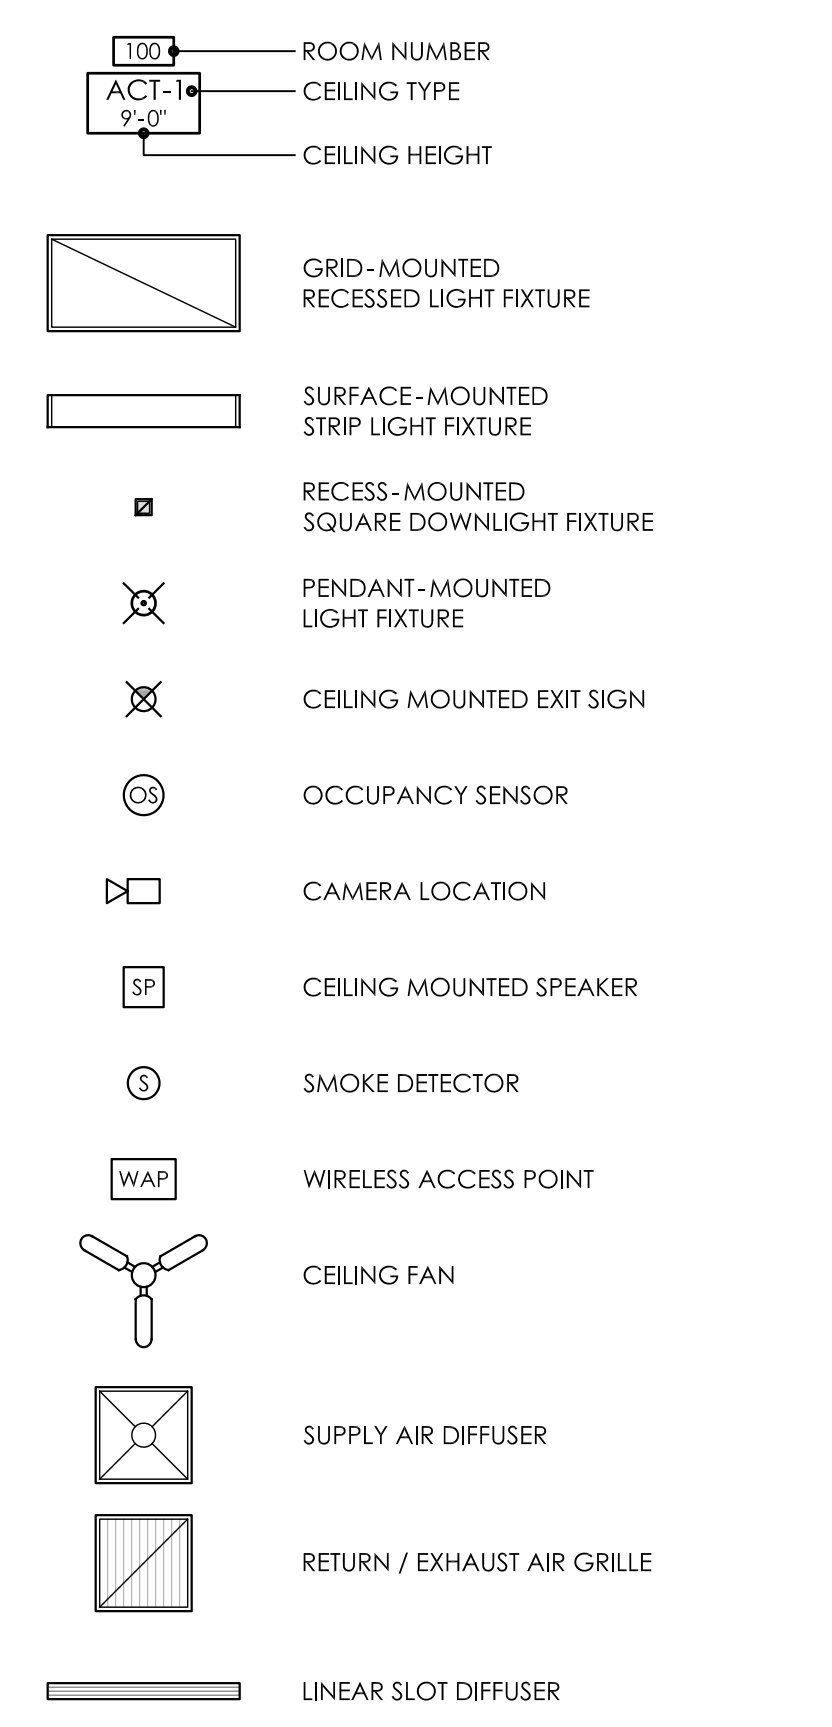 100
ROOM NUMBER
ACT-1
CEILING TYPE
9'-0"
CEILING HEIGHT
GRID-MOUNTED
RECESSED LIGHT FIXTURE
SURFACE-MOUNTED
STRIP LIGHT FIXTURE
RECESS-MOUNTED
SQUARE DOWNLIGHT FIXTURE
PENDANT-MOUNTED
LIGHT FIXTURE
CEILING MOUNTED EXIT SIGN
OS
OCCUPANCY SENSOR
CAMERA LOCATION
SP
CEILING MOUNTED SPEAKER
S
SMOKE DETECTOR
WAP
WIRELESS ACCESS POINT
CEILING FAN
SUPPLY AIR DIFFUSER
RETURN / EXHAUST AIR GRILLE
LINEAR SLOT DIFFUSER